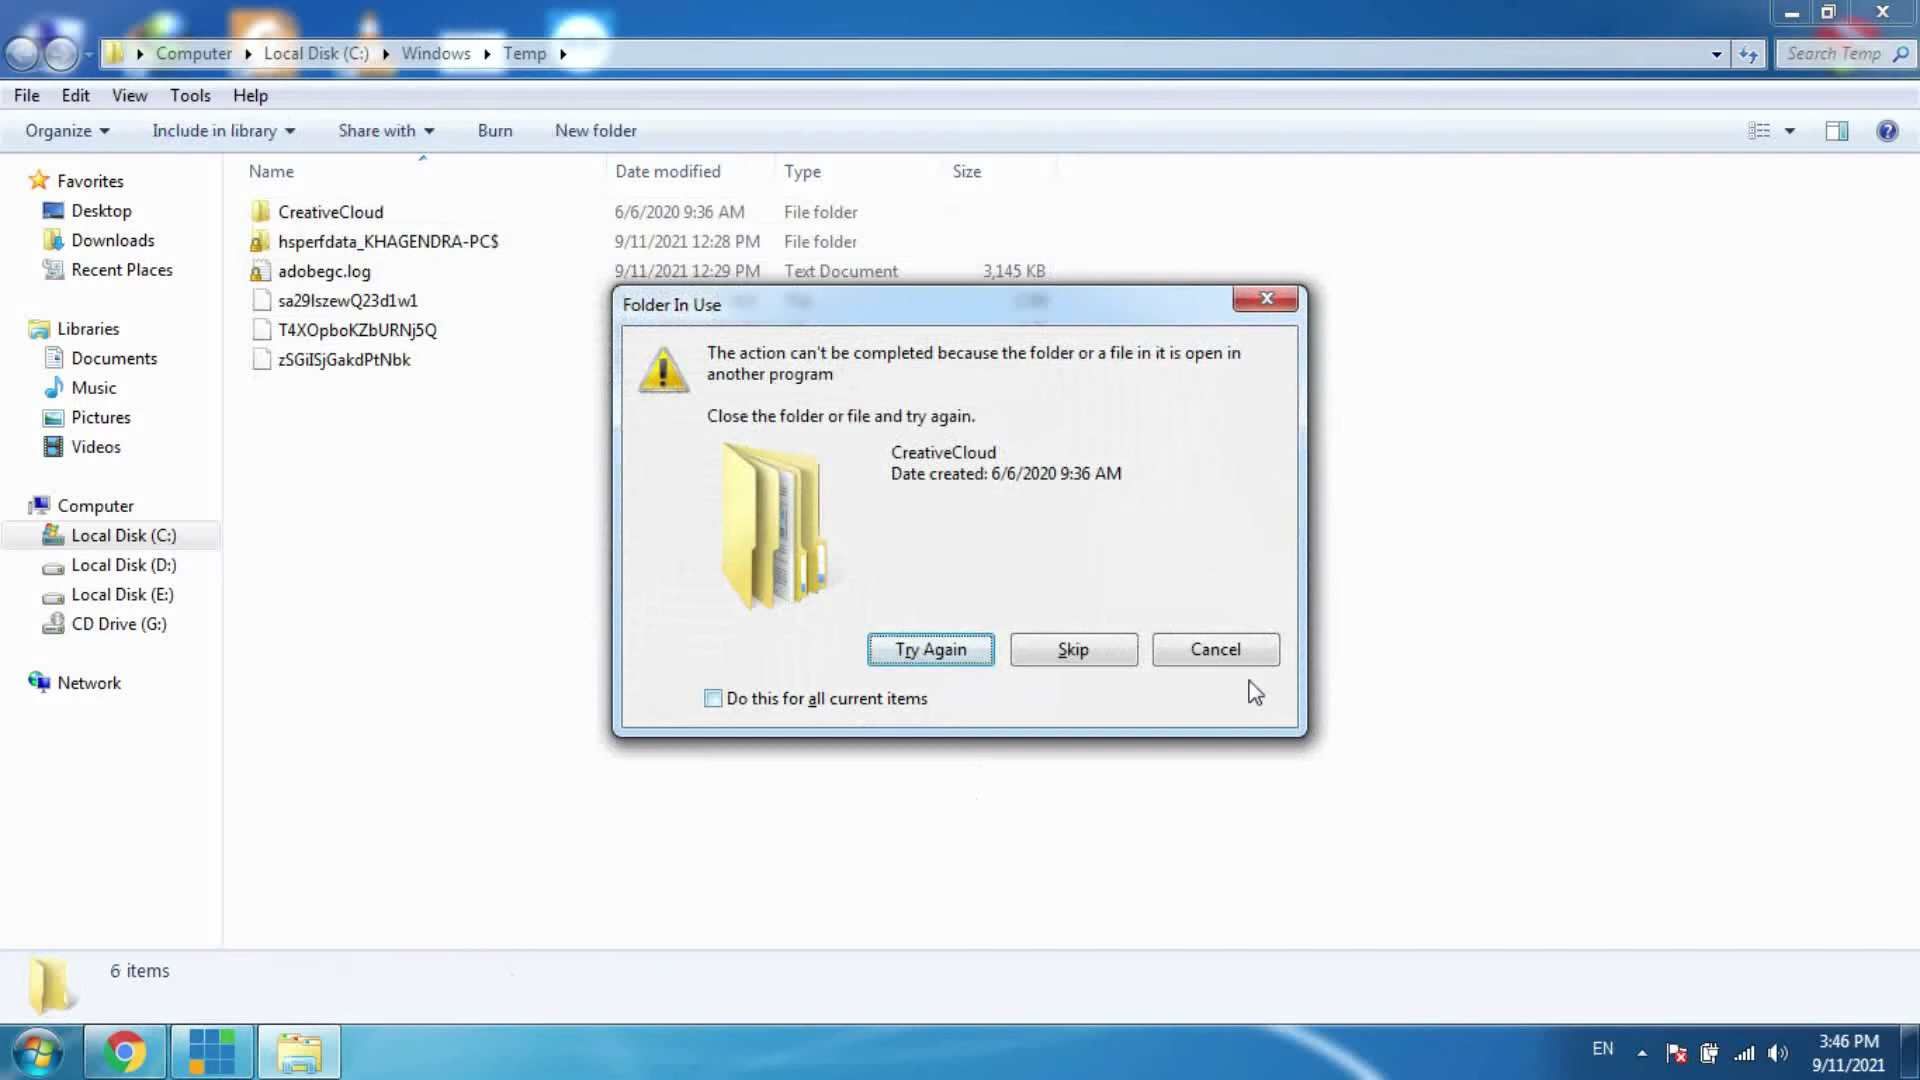 Computer Local Disk (C:) Windows Temp
Search Temp
File Edit View Tools Help
Organize Include in library Share with Burn New folder
Name Date modified Type Size
Favorites
Desktop
Downloads
Recent Places
Libraries
Documents
Music
Pictures
Videos
Computer
Local Disk (C:)
Local Disk (D:)
Local Disk (E:)
CD Drive (G:)
Network
CreativeCloud 6/6/2020 9:36 AM File folder
hsperfdata_KHAGENDRA-PC$ 9/11/2021 12:28 PM File folder
adobegc.log 9/11/2021 12:29 PM Text Document 3,145 KB
sa29lszewQ23d1w1
T4XOpboKZbURNj5Q
zSGiISjGakdPtNbk
Folder In Use
The action can't be completed because the folder or a file in it is open in
another program
Close the folder or file and try again.
CreativeCloud
Date created: 6/6/2020 9:36 AM
Try Again Skip Cancel
Do this for all current items
6 items
EN
3:46 PM
9/11/2021